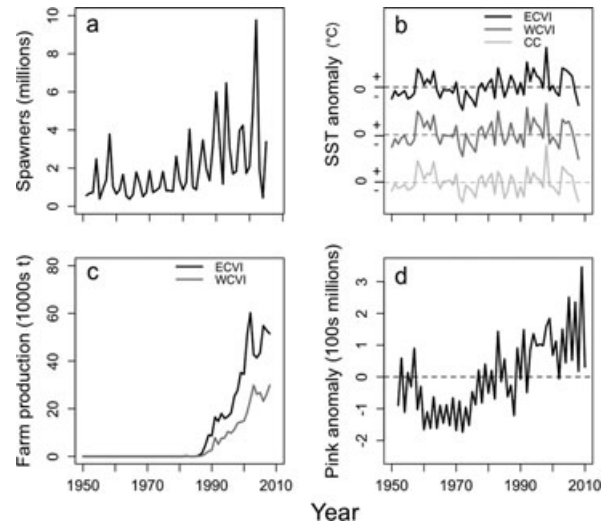 a
Spawners (millions)
10
8
6
4
2
0
b
ECVI
WCVI
CC
SST anomaly (°C)
+
0
-
+
0
-
+
0
-
c
ECVI
WCVI
Farm production (1000s t)
80
60
40
20
0
1950 1970 1990 2010
d
Pink anomaly (100s millions)
3
2
1
0
-1
-2
1950 1970 1990 2010
Year